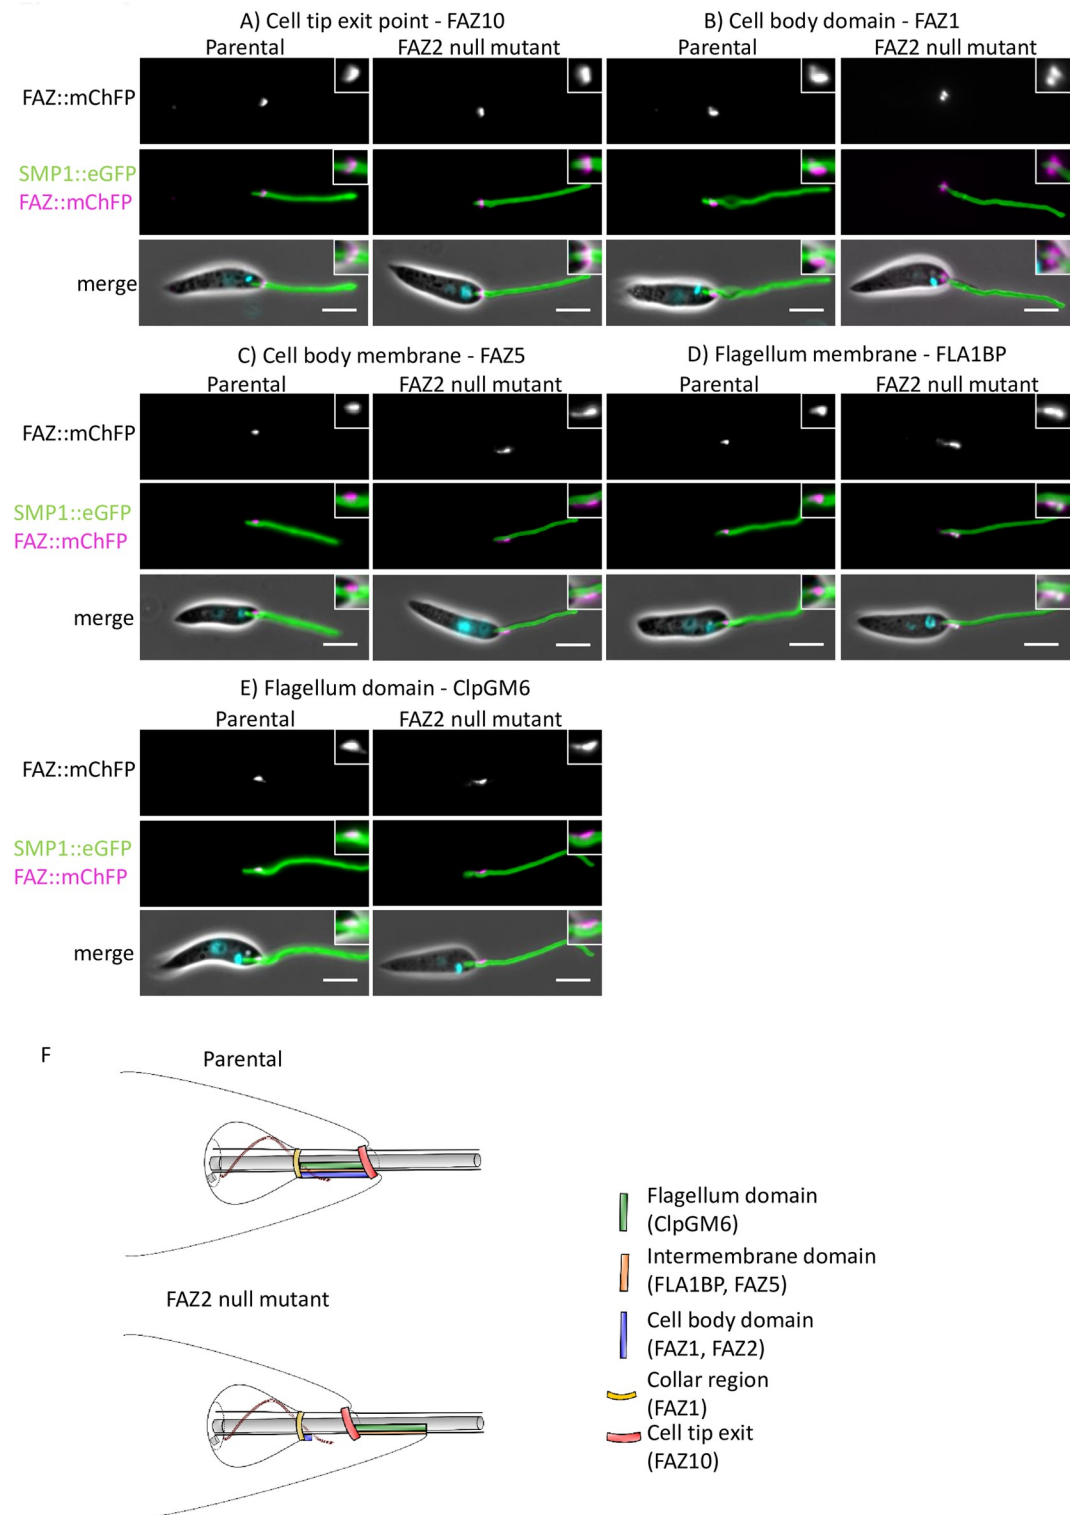 A) Cell tip exit point - FAZ10
B) Cell body domain - FAZ1
Parental
FAZ2 null mutant
Parental
FAZ2 null mutant
FAZ::mChFP
SMP1::eGFP
FAZ::mChFP
merge
C) Cell body membrane - FAZ5
D) Flagellum membrane - FLA1BP
Parental
FAZ2 null mutant
Parental
FAZ2 null mutant
FAZ::mChFP
SMP1::eGFP
FAZ::mChFP
merge
E) Flagellum domain - ClpGM6
Parental
FAZ2 null mutant
FAZ::mChFP
SMP1::eGFP
FAZ::mChFP
merge
F
Parental
FAZ2 null mutant
Flagellum domain
(ClpGM6)
Intermembrane domain
(FLA1BP, FAZ5)
Cell body domain
(FAZ1, FAZ2)
Collar region
(FAZ1)
Cell tip exit
(FAZ10)